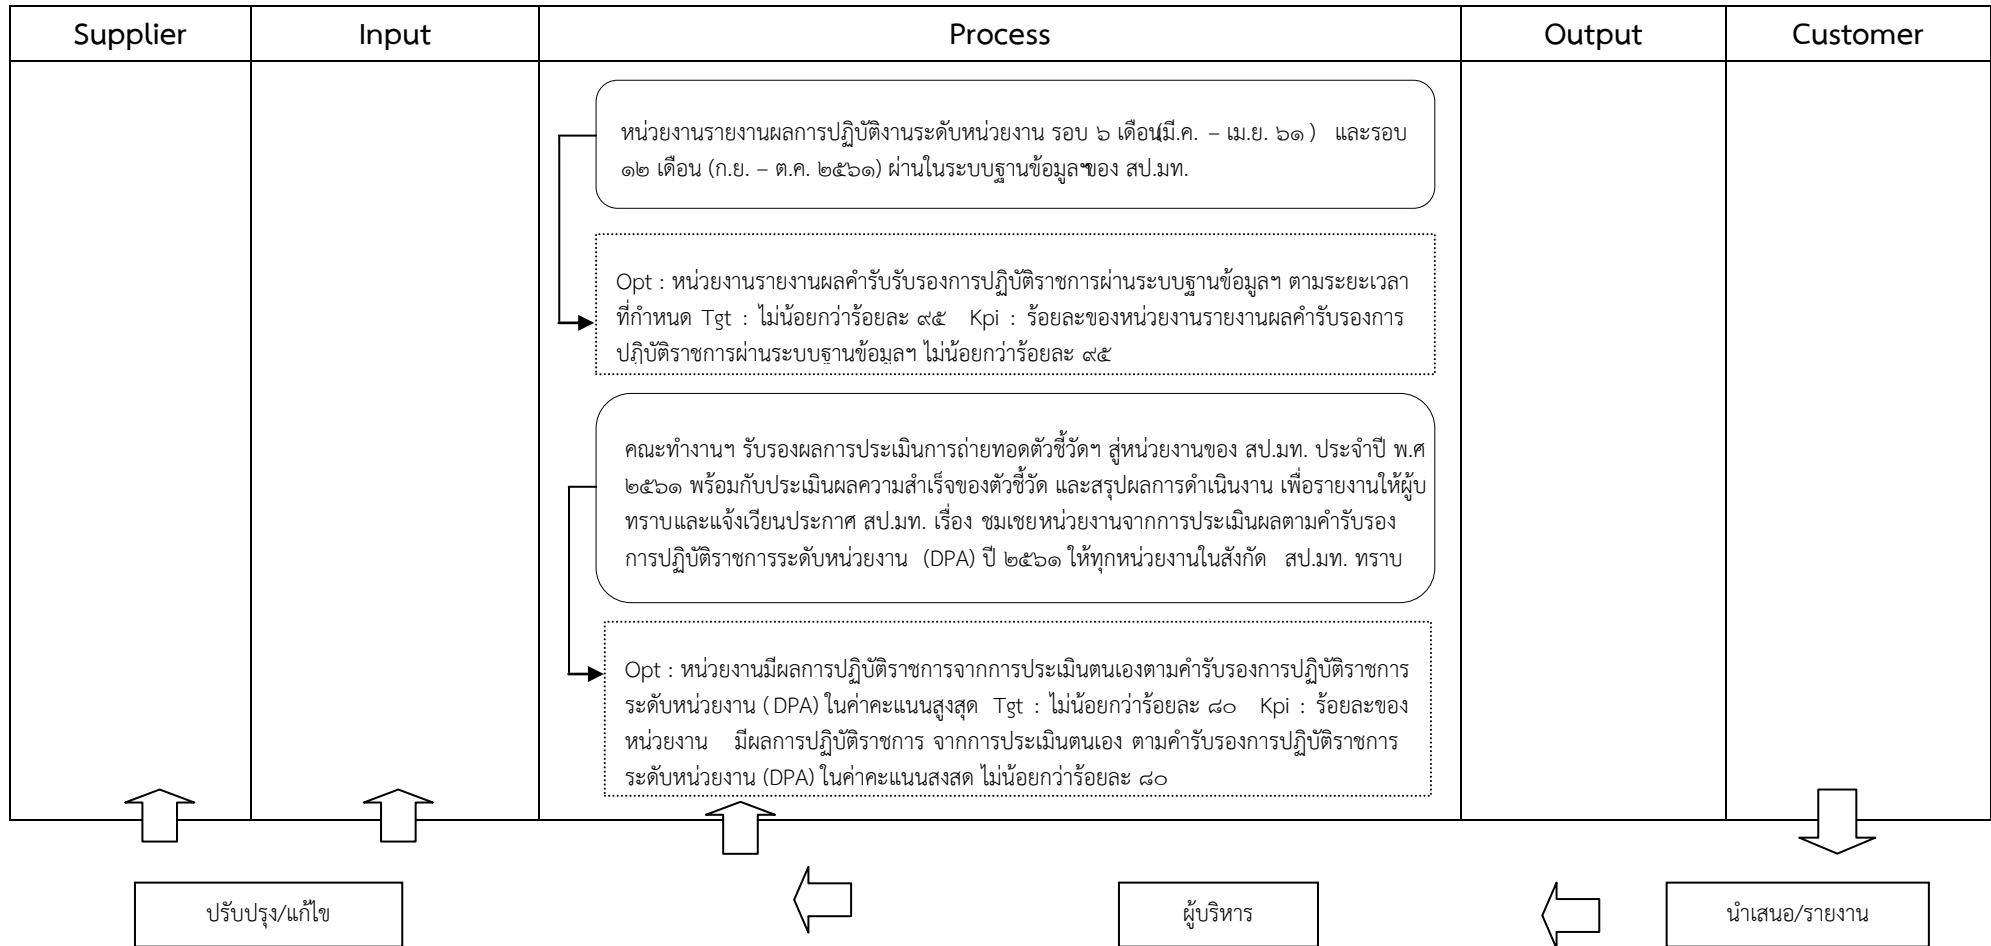 Supplier
Input
Process
Output
Customer
หน่วยงานรายงานผลการปฏิบัติงานระดับหน่วยงาน รอบ ๖ เดือน(มี.ค. – เม.ย. ๖๑ ) และรอบ
๑๒ เดือน (ก.ย. – ต.ค. ๒๕๖๑) ผ่านในระบบฐานข้อมูลฯของ สป.มท.
Opt : หน่วยงานรายงานผลคำรับรับรองการปฏิบัติราชการผ่านระบบฐานข้อมูลฯ ตามระยะเวลา
ที่กำหนด Tgt : ไม่น้อยกว่าร้อยละ ๙๕ Kpi : ร้อยละของหน่วยงานรายงานผลคำรับรองการ
ปฏิบัติราชการผ่านระบบฐานข้อมูลฯ ไม่น้อยกว่าร้อยละ ๙๕
คณะทำงานฯ รับรองผลการประเมินการถ่ายทอดตัวชี้วัดฯ สู่หน่วยงานของ สป.มท. ประจำปี พ.ศ
๒๕๖๑ พร้อมกับประเมินผลความสำเร็จของตัวชี้วัด และสรุปผลการดำเนินงาน เพื่อรายงานให้ผู้บ
ทราบและแจ้งเวียนประกาศ สป.มท. เรื่อง ชมเชยหน่วยงานจากการประเมินผลตามคำรับรอง
การปฏิบัติราชการระดับหน่วยงาน (DPA) ปี ๒๕๖๑ ให้ทุกหน่วยงานในสังกัด สป.มท. ทราบ
Opt : หน่วยงานมีผลการปฏิบัติราชการจากการประเมินตนเองตามคำรับรองการปฏิบัติราชการ
ระดับหน่วยงาน (DPA) ในค่าคะแนนสูงสุด Tgt : ไม่น้อยกว่าร้อยละ ๘๐ Kpi : ร้อยละของ
หน่วยงาน มีผลการปฏิบัติราชการ จากการประเมินตนเอง ตามคำรับรองการปฏิบัติราชการ
ระดับหน่วยงาน (DPA) ในค่าคะแนนสูงสุด ไม่น้อยกว่าร้อยละ ๘๐
ปรับปรุง/แก้ไข
ผู้บริหาร
นำเสนอ/รายงาน